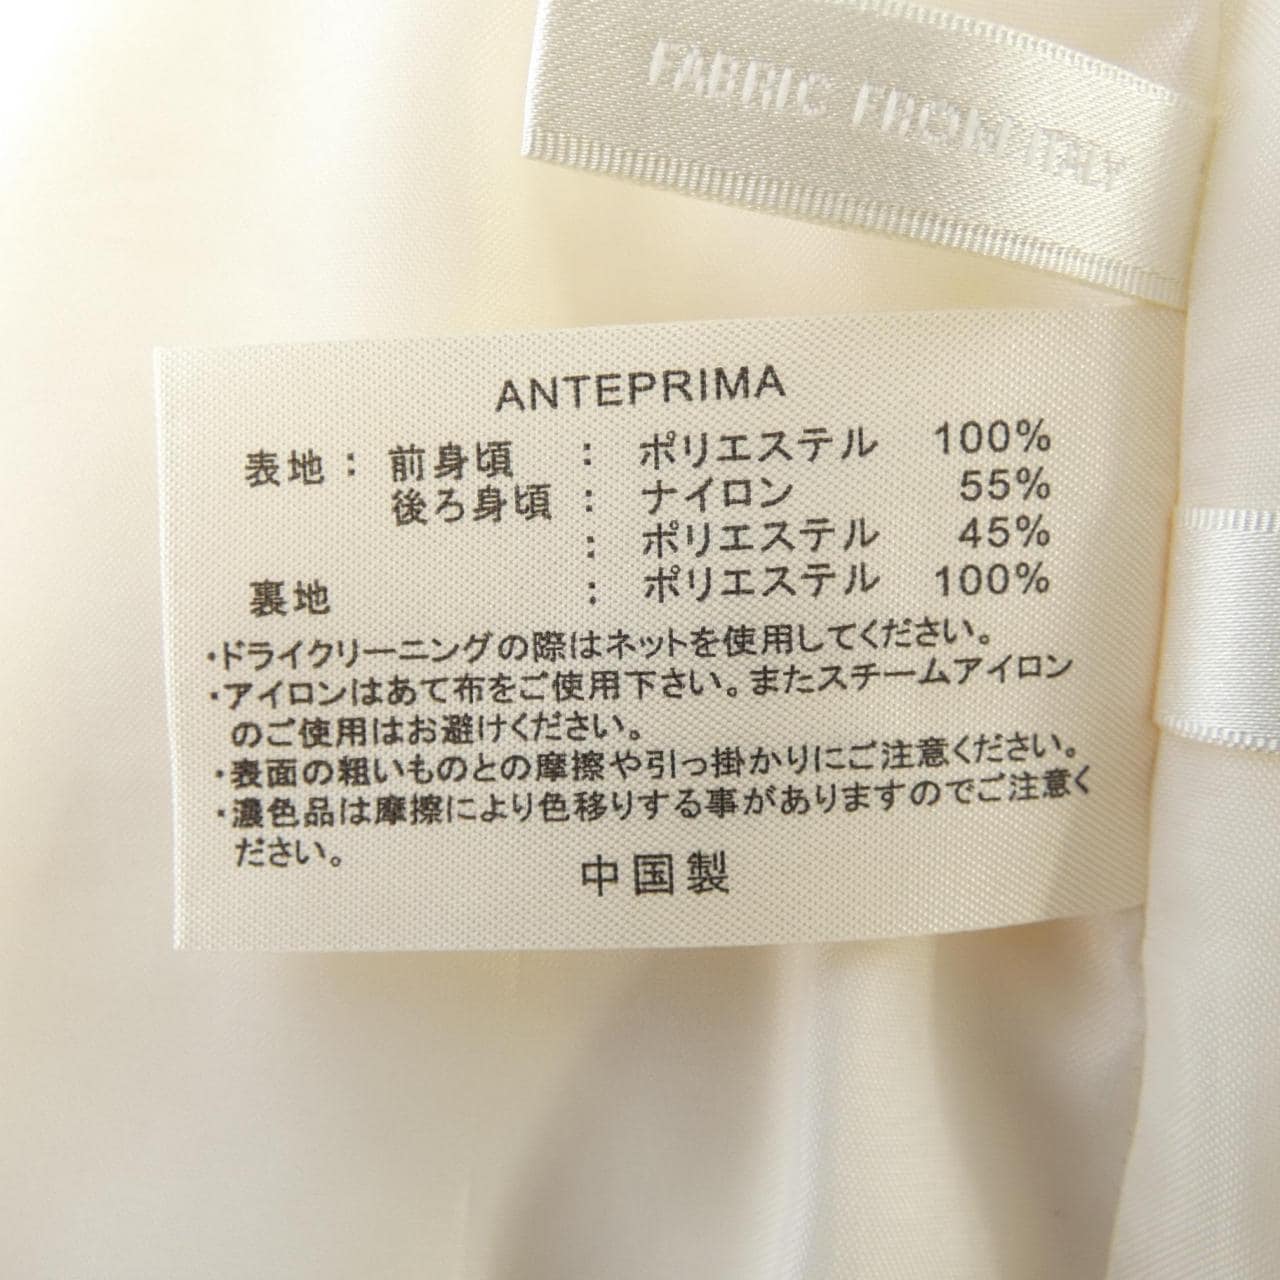 FABRIC FROM ITALY
ANTEPRIMA
表地： 前身頃 ： ポリエステル 100%
後ろ身頃 ： ナイロン 55%
： ポリエステル 45%
裏地 ： ポリエステル 100%
・ドライクリーニングの際はネットを使用してください。
・アイロンはあて布をご使用下さい。またスチームアイロン
のご使用はお避けください。
・表面の粗いものとの摩擦や引っ掛かりにご注意ください。
・濃色品は摩擦により色移りする事がありますのでご注意く
ださい。
中国製